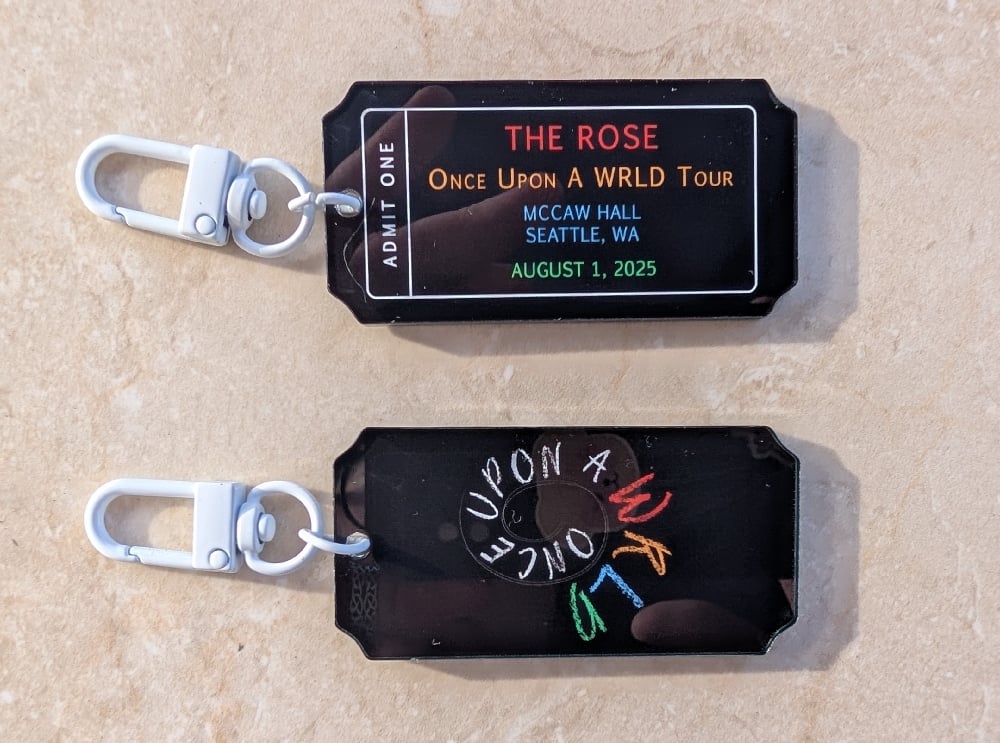 ADMIT ONE
THE ROSE
ONCE UPON A WRLD TOUR
MCCAW HALL
SEATTLE, WA
AUGUST 1, 2025
ONCE UPON A WRLD